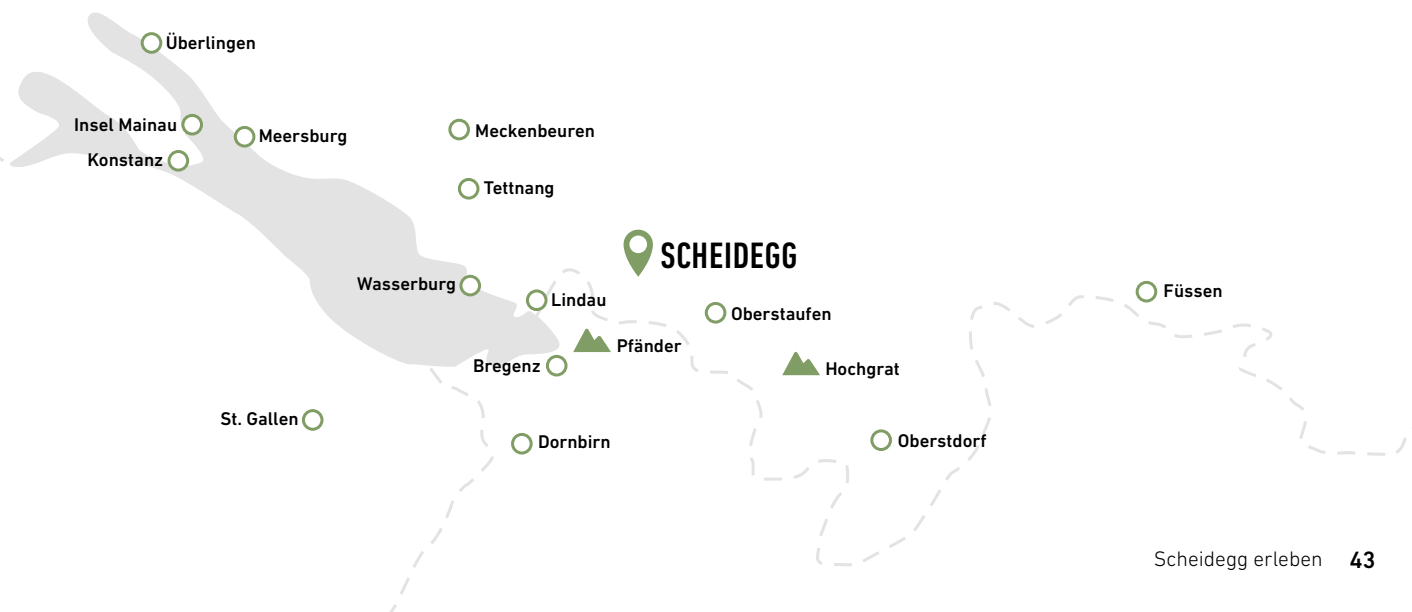 Überlingen
Insel Mainau
Meersburg
Meckenbeuren
Konstanz
Tettnang
SCHEIDEGG
Wasserburg
Lindau
Füssen
Oberstaufen
Pfänder
Bregenz
Hochgrat
St. Gallen
Dornbirn
Oberstdorf
Scheidegg erleben 43